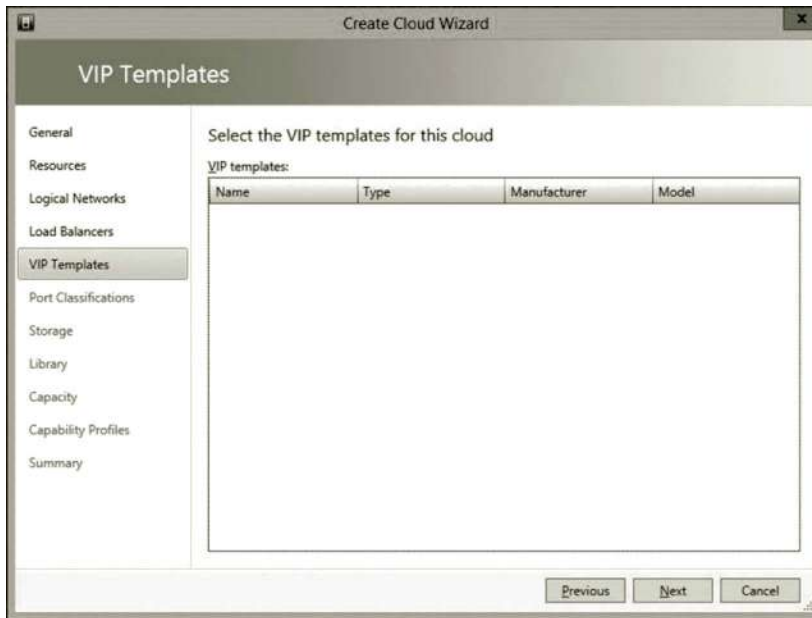 Create Cloud Wizard
x
VIP Templates
General
Resources
Logical Networks
Load Balancers
VIP Templates
Port Classifications
Storage
Library
Capacity
Capability Profiles
Summary
Select the VIP templates for this cloud
VIP templates:
Name Type Manufacturer Model
Previous Next Cancel